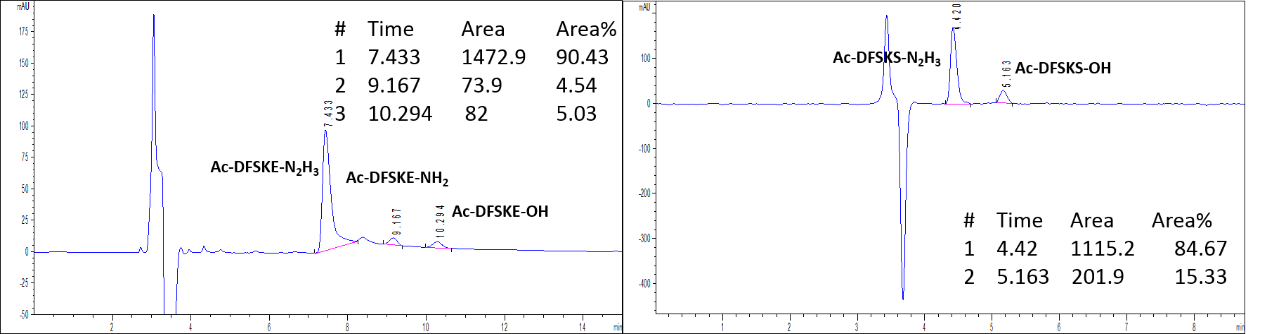 mAU
175
150
125
100
75
50
25
0
-25
-50
2
4
6
8
10
12
14
min
# Time Area Area%
1 7.433 1472.9 90.43
2 9.167 73.9 4.54
3 10.294 82 5.03
7.433
9.167
10.294
Ac-DFSKE-N2H3
Ac-DFSKE-NH2
Ac-DFSKE-OH
mAU
100
0
-100
-200
-300
-400
1
2
3
4
5
6
7
8
min
4.420
5.163
Ac-DFSKS-N2H3
Ac-DFSKS-OH
# Time Area Area%
1 4.42 1115.2 84.67
2 5.163 201.9 15.33